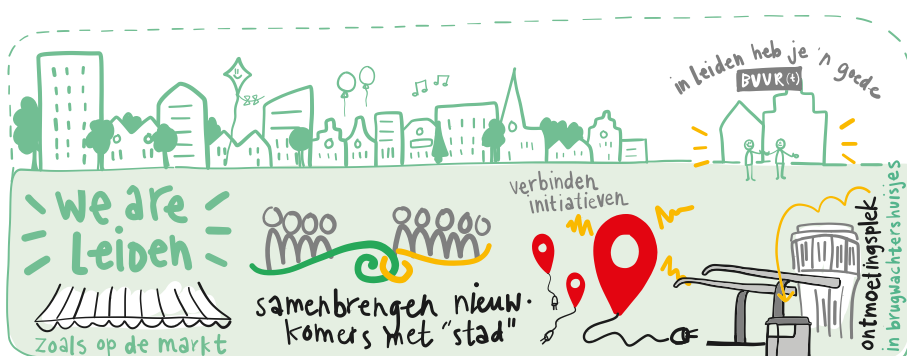 in leiden heb je 'n goede
BUUR(t)
we are
Leiden
zoals op de markt
samenbrengen nieuw-
komers met "stad"
verbinden
initiatieven
ontmoetingsplek
in brugwachtershuisjes